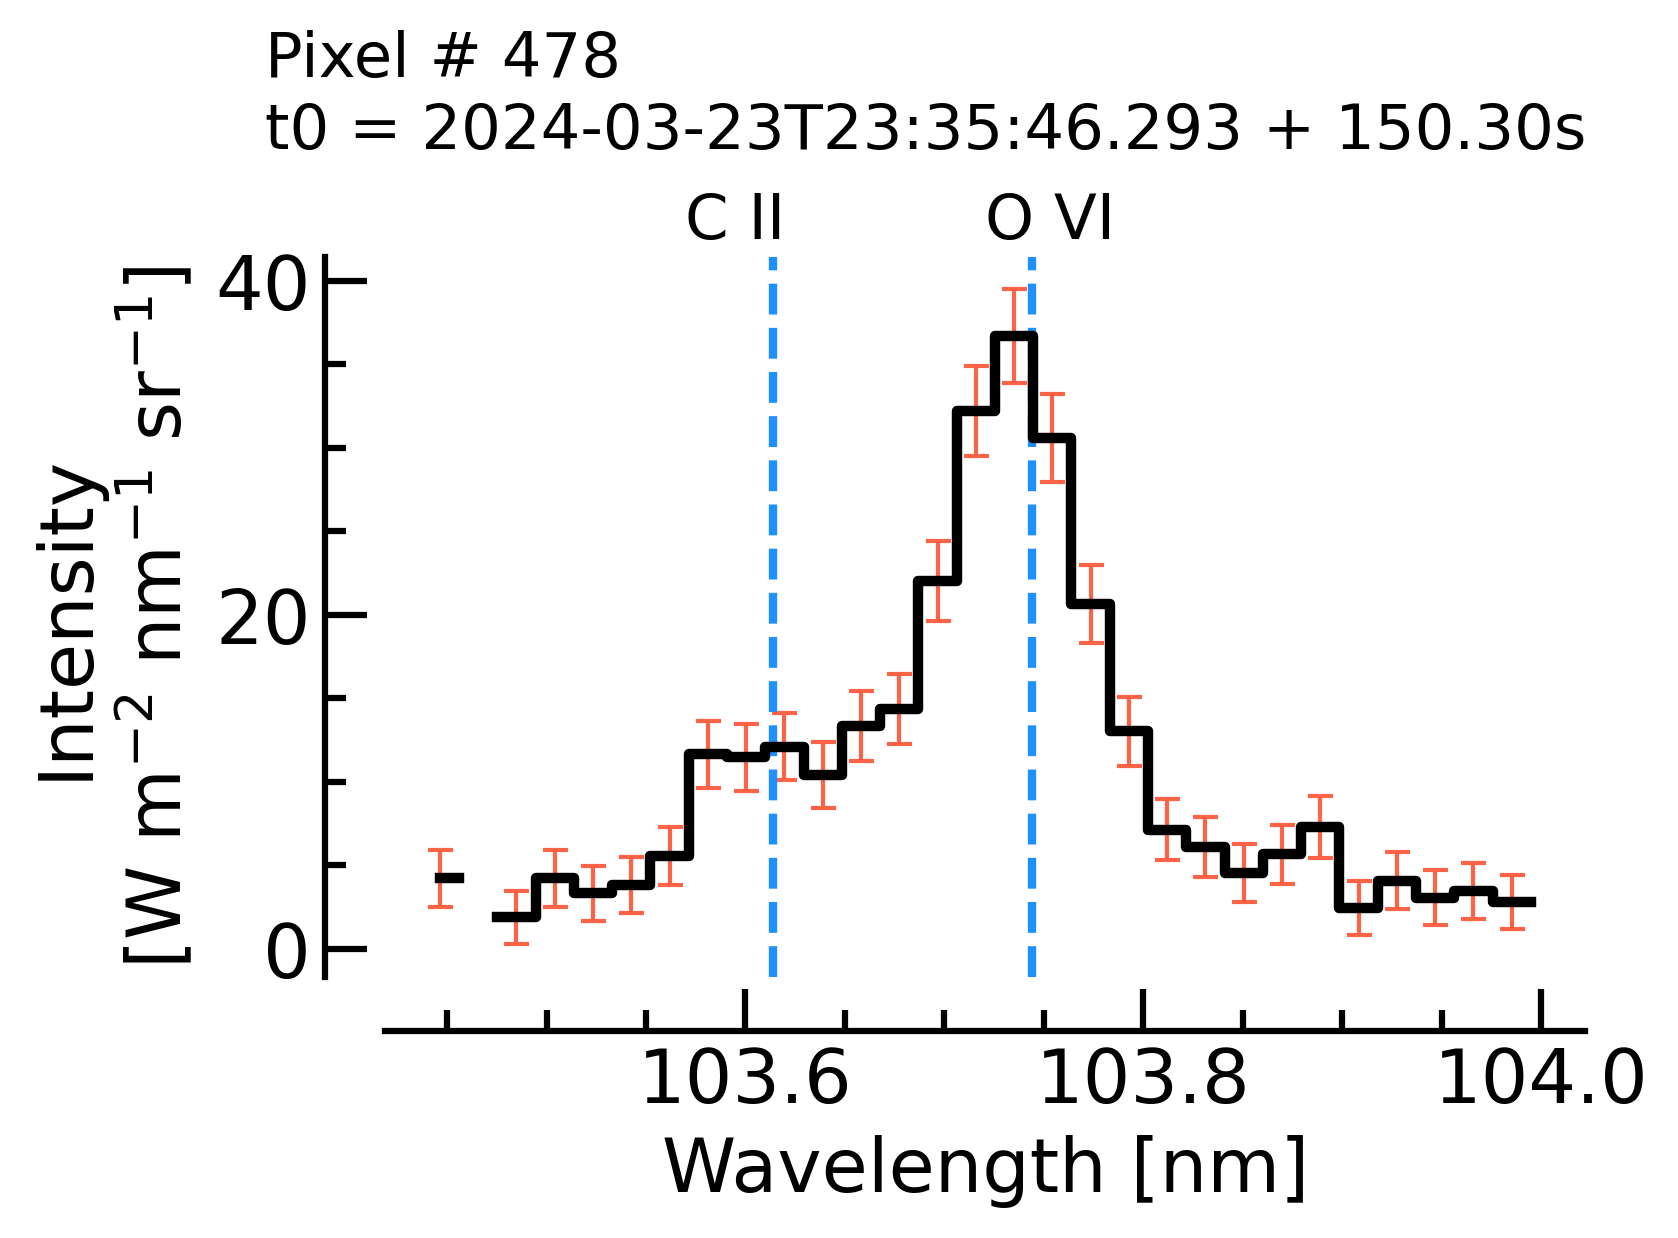 Pixel # 478
t0 = 2024-03-23T23:35:46.293 + 150.30s
C II O VI
Intensity
[W m⁻² nm⁻¹ sr⁻¹]
40
20
0
103.6 103.8 104.0
Wavelength [nm]